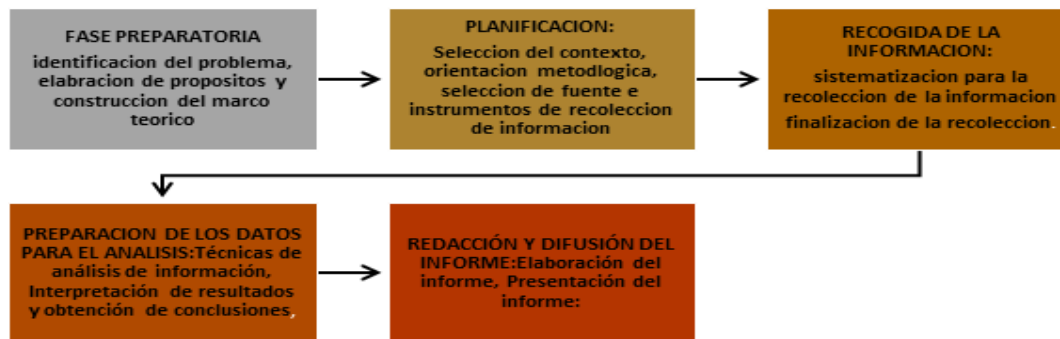 FASE PREPARATORIA
identificacion del problema,
elabracion de propositos y
construccion del marco
teorico
PLANIFICACION:
Seleccion del contexto,
orientacion metodlogica,
seleccion de fuente e
instrumentos de recoleccion
de informacion
RECOGIDA DE LA
INFORMACION:
sistematizacion para la
recoleccion de la informacion
finalizacion de la recoleccion.
PREPARACION DE LOS DATOS
PARA EL ANALISIS:Técnicas de
análisis de información,
Interpretación de resultados
y obtención de conclusiones,
REDACCIÓN Y DIFUSIÓN DEL
INFORME:Elaboración del
informe, Presentación del
informe: